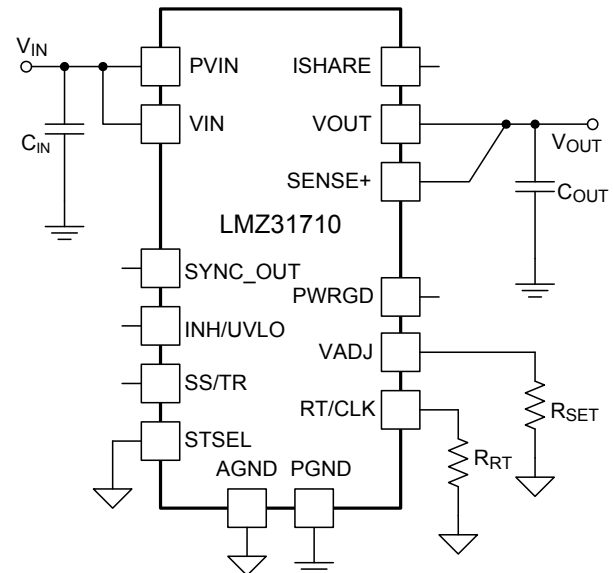 VIN
PVIN
ISHARE
VIN
VOUT
VOUT
CIN
SENSE+
COUT
LMZ31710
SYNC_OUT
PWRGD
INH/UVLO
VADJ
SS/TR
RT/CLK
RSET
STSEL
RRT
AGND
PGND